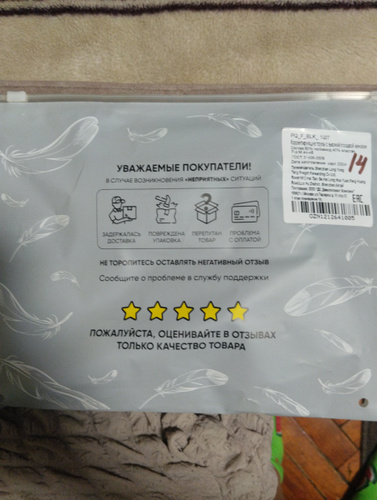 УВАЖАЕМЫЕ ПОКУПАТЕЛИ!
В СЛУЧАЕ ВОЗНИКНОВЕНИЯ «НЕПРИЯТНЫХ» СИТУАЦИЙ
ЗАДЕРЖАЛАСЬ ДОСТАВКА
ПОВРЕЖДЕНА УПАКОВКА
ПЕРЕПУТАН ТОВАР
ПРОБЛЕМА С ОПЛАТОЙ
НЕ ТОРОПИТЕСЬ ОСТАВЛЯТЬ НЕГАТИВНЫЙ ОТЗЫВ
Сообщите о проблеме в службу поддержки
ПОЖАЛУЙСТА, ОЦЕНИВАЙТЕ В ОТЗЫВАХ
ТОЛЬКО КАЧЕСТВО ТОВАРА
14
EAC
OZN1212641005